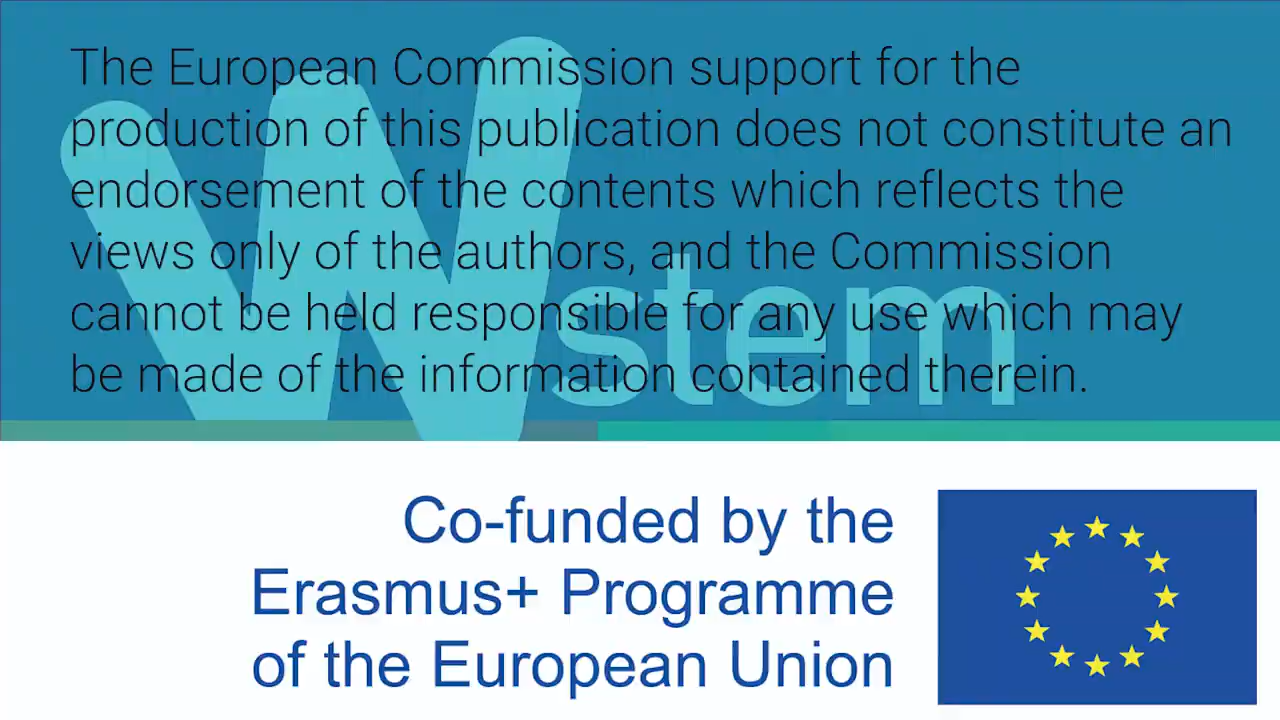 The European Commission support for the
production of this publication does not constitute an
endorsement of the contents which reflects the
views only of the authors, and the Commission
cannot be held responsible for any use which may
be made of the information contained therein.
Wstem
Co-funded by the
Erasmus+ Programme
of the European Union